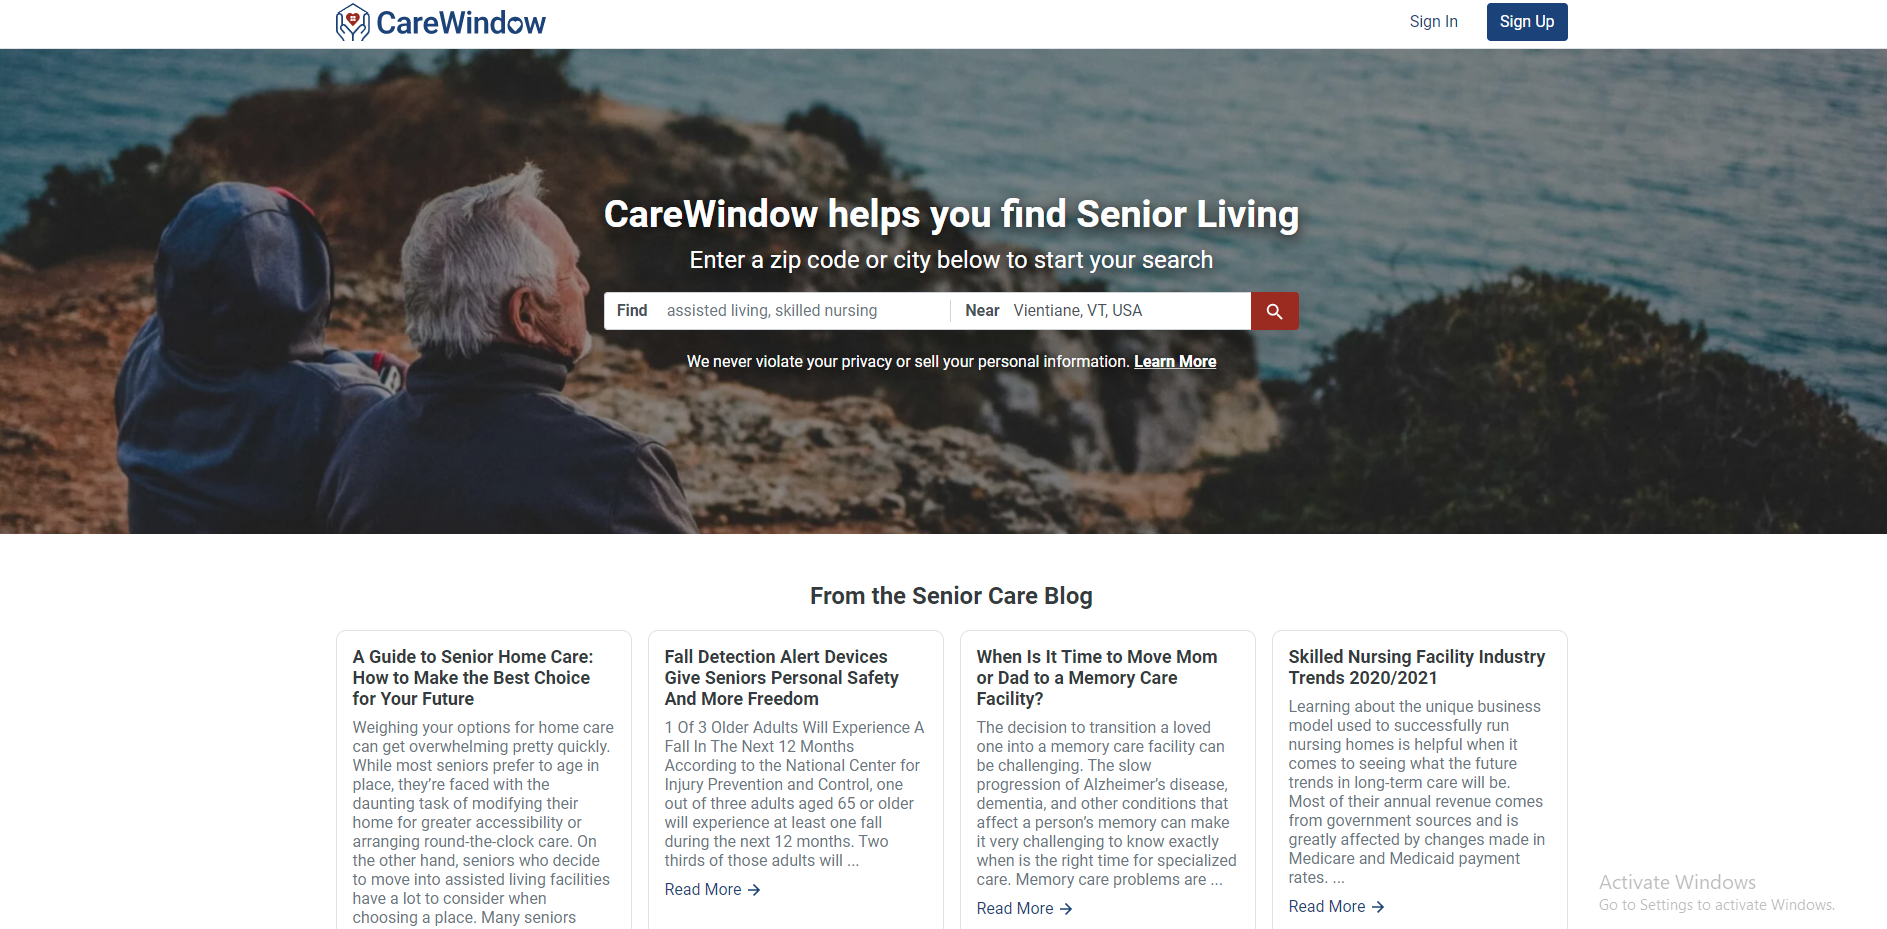 CareWindow
Sign In
Sign Up
CareWindow helps you find Senior Living
Enter a zip code or city below to start your search
Find assisted living, skilled nursing Near Vientiane, VT, USA
We never violate your privacy or sell your personal information. Learn More
From the Senior Care Blog
A Guide to Senior Home Care:
How to Make the Best Choice
for Your Future
Weighing your options for home care
can get overwhelming pretty quickly.
While most seniors prefer to age in
place, they’re faced with the
daunting task of modifying their
home for greater accessibility or
arranging round-the-clock care. On
the other hand, seniors who decide
to move into assisted living facilities
have a lot to consider when
choosing a place. Many seniors
Fall Detection Alert Devices
Give Seniors Personal Safety
And More Freedom
1 Of 3 Older Adults Will Experience A
Fall In The Next 12 Months
According to the National Center for
Injury Prevention and Control, one
out of three adults aged 65 or older
will experience at least one fall
during the next 12 months. Two
thirds of those adults will ...
Read More
When Is It Time to Move Mom
or Dad to a Memory Care
Facility?
The decision to transition a loved
one into a memory care facility can
be challenging. The slow
progression of Alzheimer’s disease,
dementia, and other conditions that
affect a person’s memory can make
it very challenging to know exactly
when is the right time for specialized
care. Memory care problems are ...
Read More
Skilled Nursing Facility Industry
Trends 2020/2021
Learning about the unique business
model used to successfully run
nursing homes is helpful when it
comes to seeing what the future
trends in long-term care will be.
Most of their annual revenue comes
from government sources and is
greatly affected by changes made in
Medicare and Medicaid payment
rates. ...
Read More
Activate Windows
Go to Settings to activate Windows.